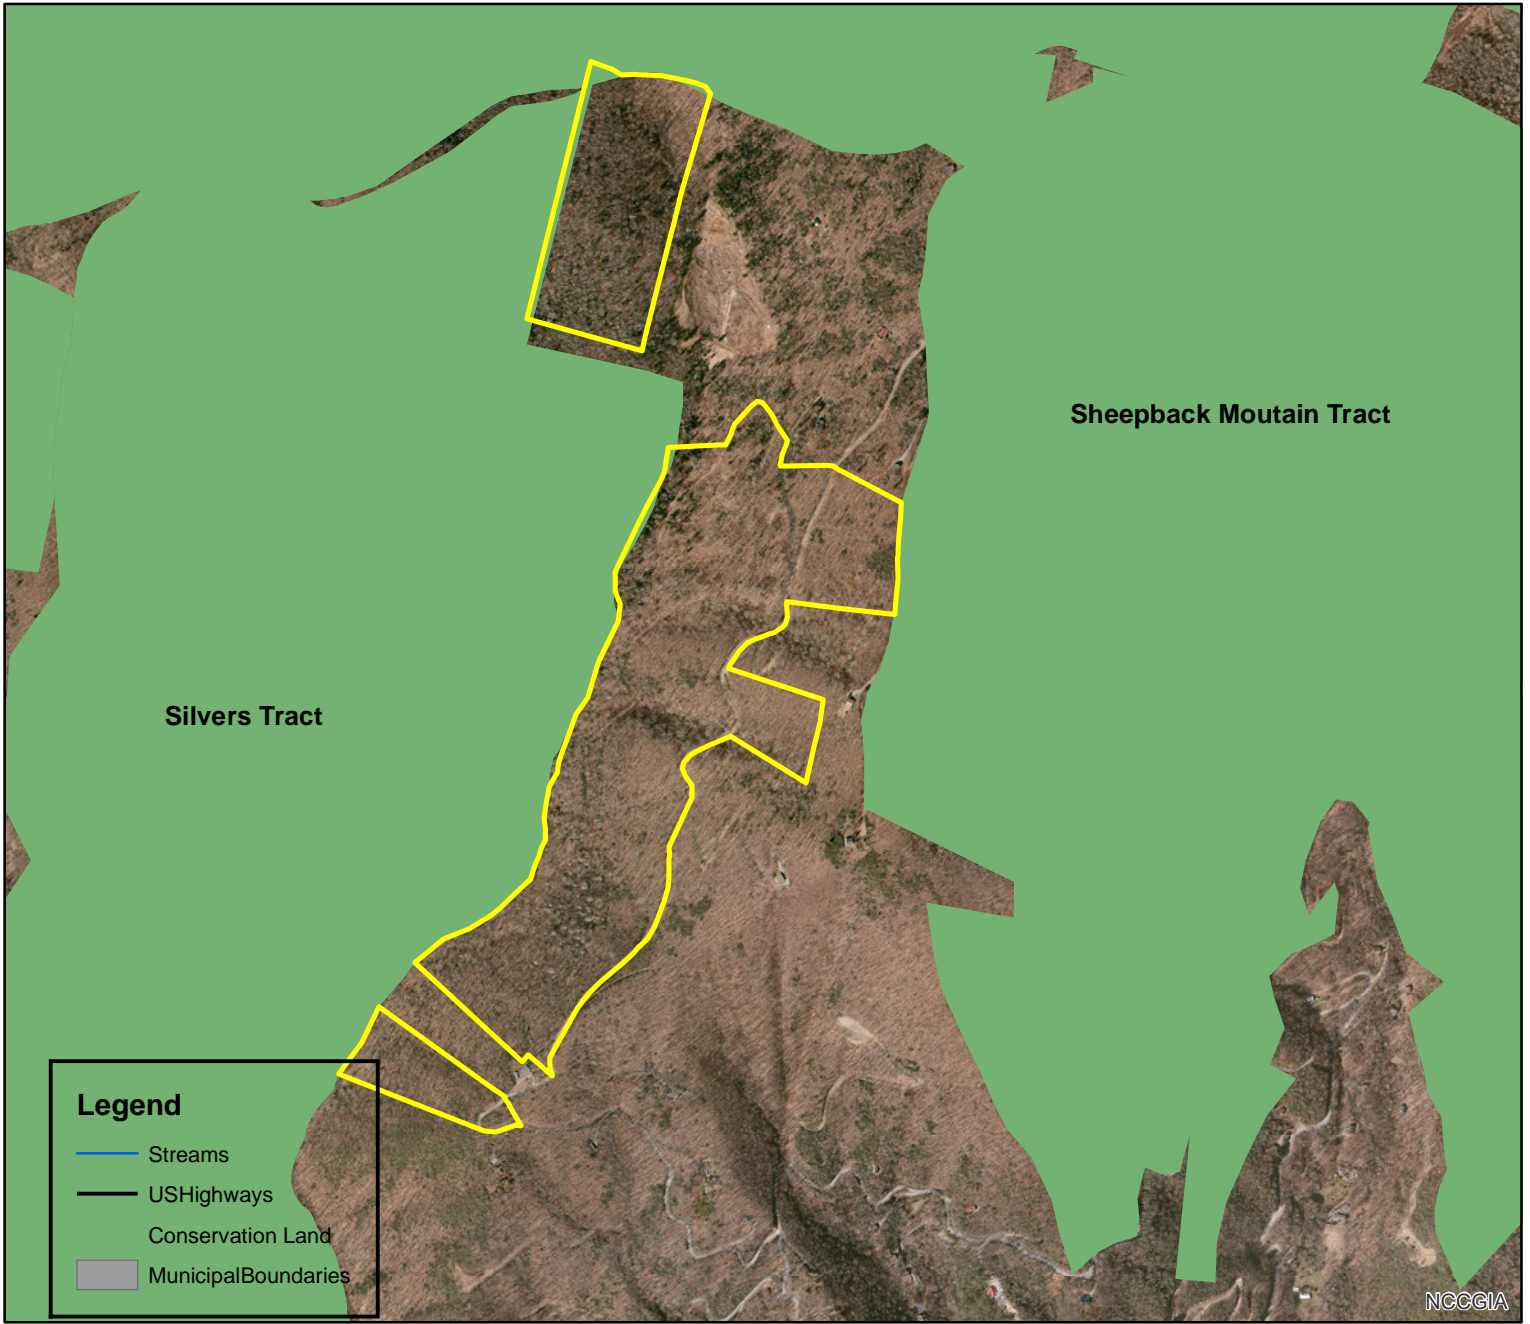 Sheepback Moutain Tract
Silvers Tract
Legend
Streams
USHighways
Conservation Land
MunicipalBoundaries
NCCGIA